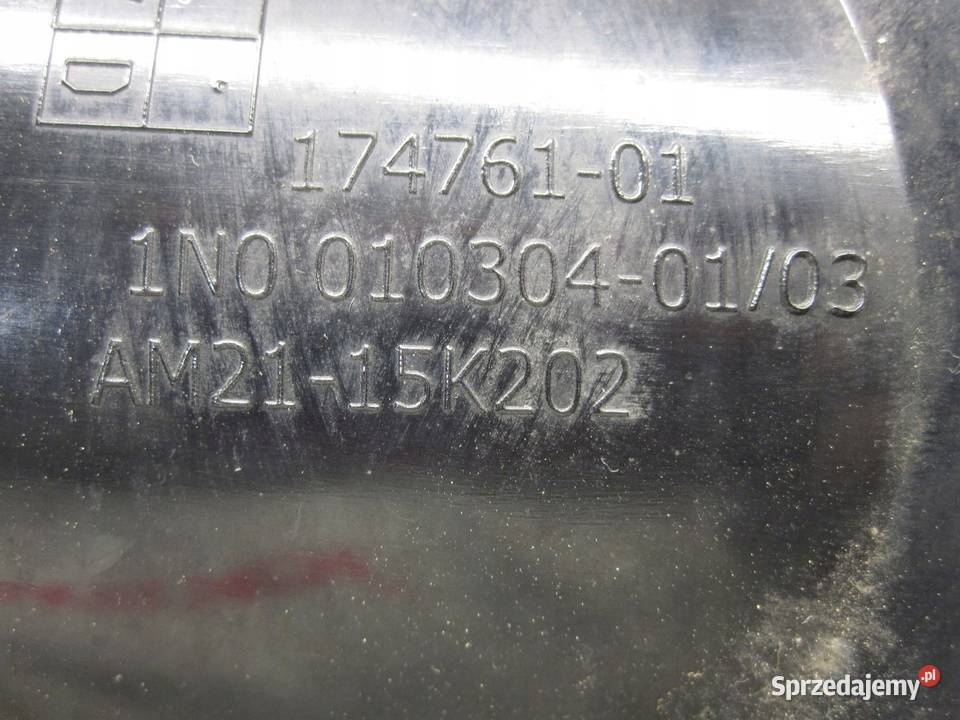 D
174761-01
1N0 010304-01/03
AM21-15K202
Sprzedajemy.pl